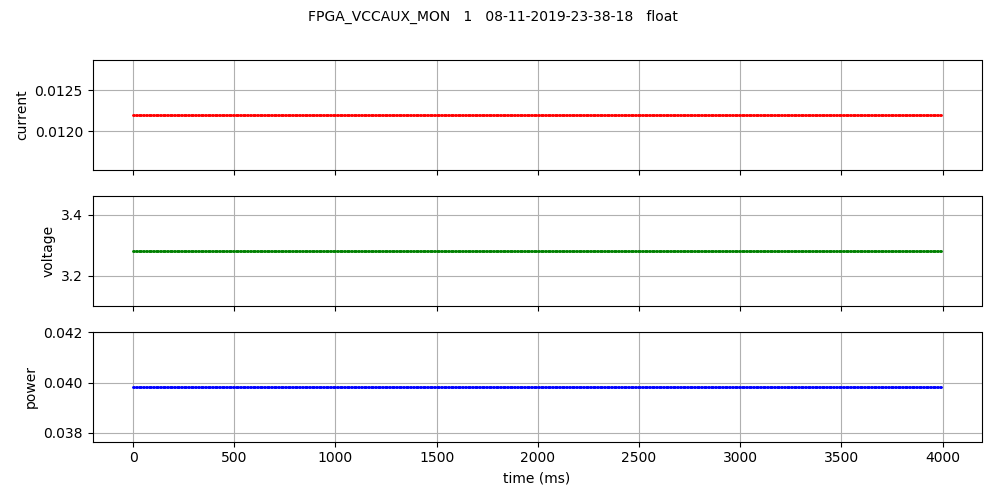 FPGA_VCCAUX_MON 1 08-11-2019-23-38-18 float
0.0125
0.0120
current
3.4
3.2
voltage
0.042
0.040
0.038
power
0 500 1000 1500 2000 2500 3000 3500 4000
time (ms)